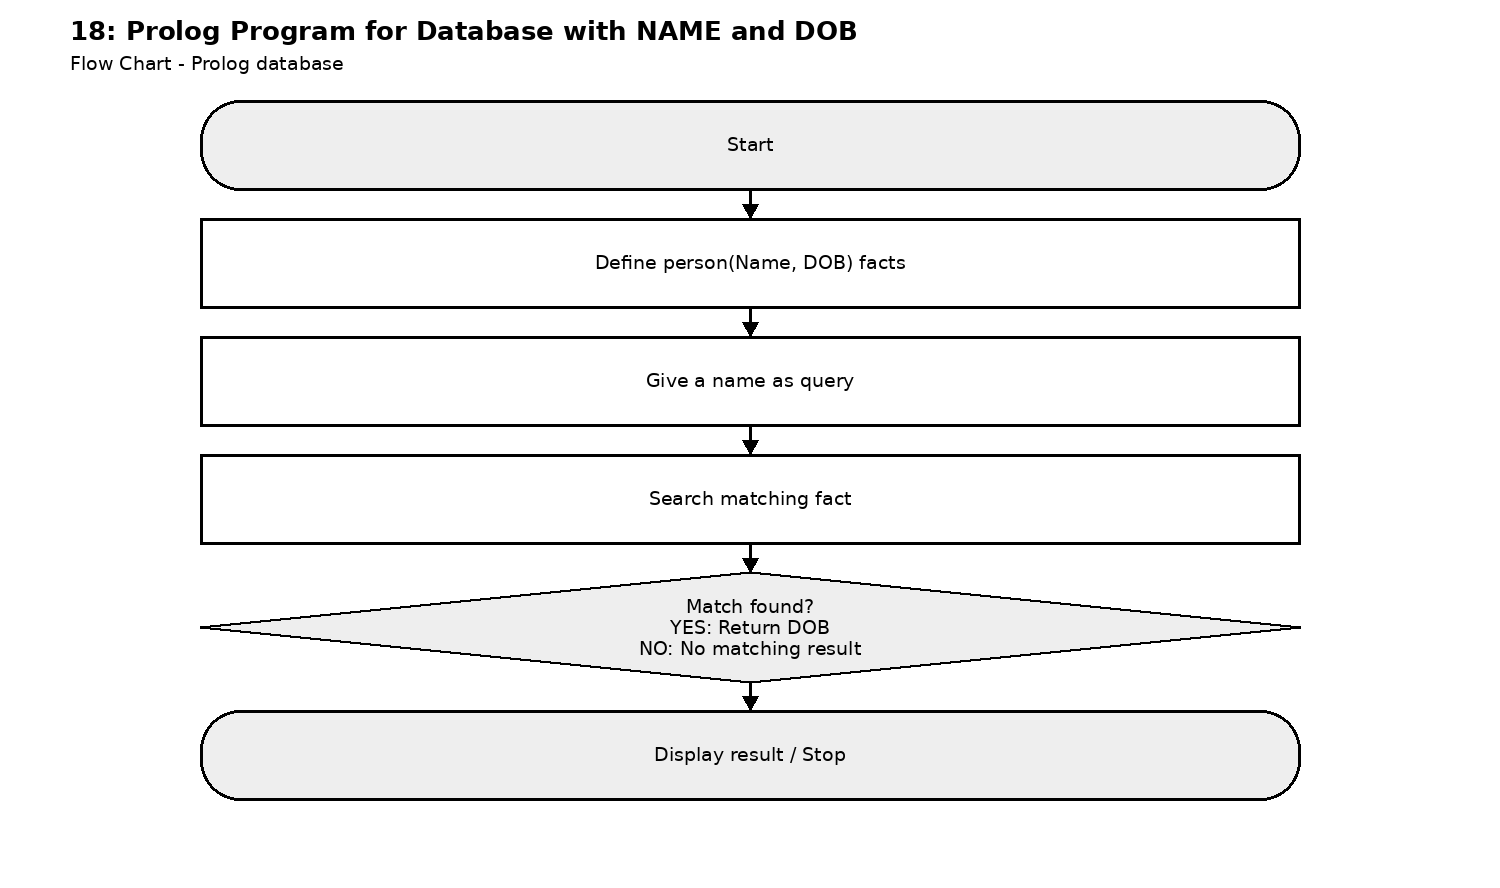 18: Prolog Program for Database with NAME and DOB
Flow Chart - Prolog database
Start
Define person(Name, DOB) facts
Give a name as query
Search matching fact
Match found?
YES: Return DOB
NO: No matching result
Display result / Stop